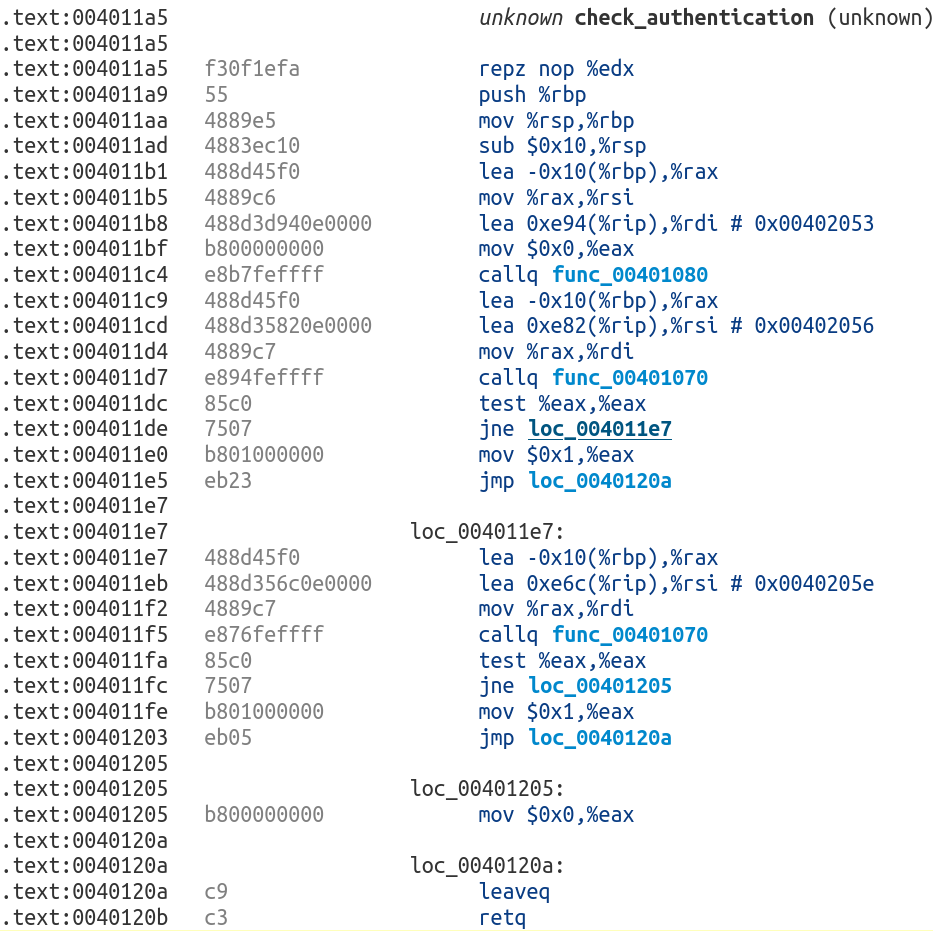 .text:004011a5 unknown check_authentication (unknown)
.text:004011a5
.text:004011a5 f30f1efa repz nop %edx
.text:004011a9 55 push %rbp
.text:004011aa 4889e5 mov %rsp,%rbp
.text:004011ad 4883ec10 sub $0x10,%rsp
.text:004011b1 488d45f0 lea -0x10(%rbp),%rax
.text:004011b5 4889c6 mov %rax,%rsi
.text:004011b8 488d3d940e0000 lea 0xe94(%rip),%rdi # 0x00402053
.text:004011bf b800000000 mov $0x0,%eax
.text:004011c4 e8b7feffff callq func_00401080
.text:004011c9 488d45f0 lea -0x10(%rbp),%rax
.text:004011cd 488d35820e0000 lea 0xe82(%rip),%rsi # 0x00402056
.text:004011d4 4889c7 mov %rax,%rdi
.text:004011d7 e894feffff callq func_00401070
.text:004011dc 85c0 test %eax,%eax
.text:004011de 7507 jne loc_004011e7
.text:004011e0 b801000000 mov $0x1,%eax
.text:004011e5 eb23 jmp loc_0040120a
.text:004011e7
.text:004011e7 loc_004011e7:
.text:004011e7 488d45f0 lea -0x10(%rbp),%rax
.text:004011eb 488d356c0e0000 lea 0xe6c(%rip),%rsi # 0x0040205e
.text:004011f2 4889c7 mov %rax,%rdi
.text:004011f5 e876feffff callq func_00401070
.text:004011fa 85c0 test %eax,%eax
.text:004011fc 7507 jne loc_00401205
.text:004011fe b801000000 mov $0x1,%eax
.text:00401203 eb05 jmp loc_0040120a
.text:00401205
.text:00401205 loc_00401205:
.text:00401205 b800000000 mov $0x0,%eax
.text:0040120a
.text:0040120a loc_0040120a:
.text:0040120a c9 leaveq
.text:0040120b c3 retq